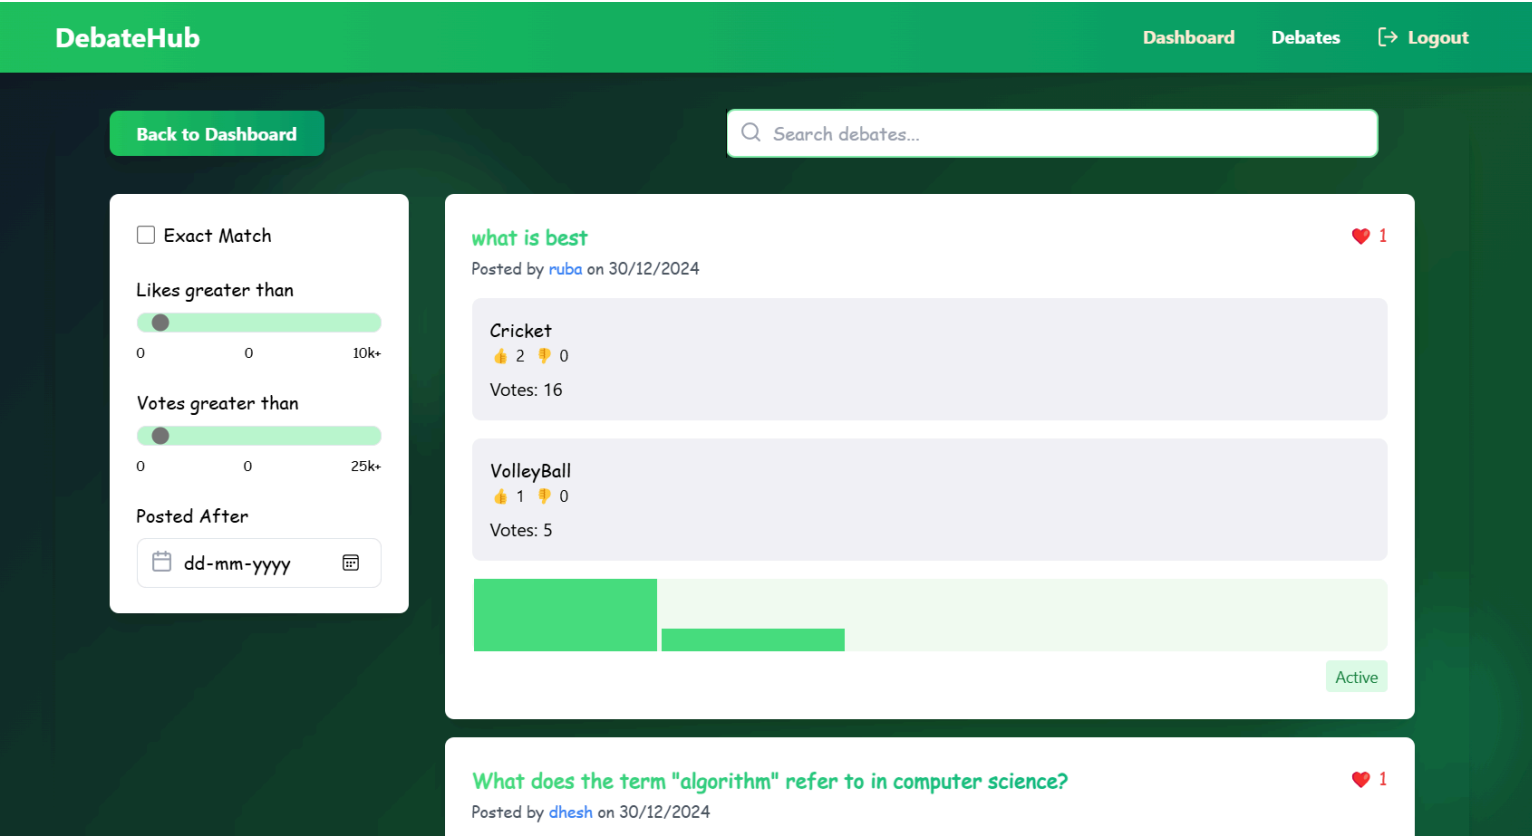 DebateHub
Dashboard Debates Logout
Back to Dashboard
Search debates...
Exact Match
Likes greater than
0 0 10k+
Votes greater than
0 0 25k+
Posted After
dd-mm-yyyy
what is best
❤️ 1
Posted by ruba on 30/12/2024
Cricket
👍 2 👎 0
Votes: 16
VolleyBall
👍 1 👎 0
Votes: 5
Active
What does the term "algorithm" refer to in computer science?
❤️ 1
Posted by dhesh on 30/12/2024